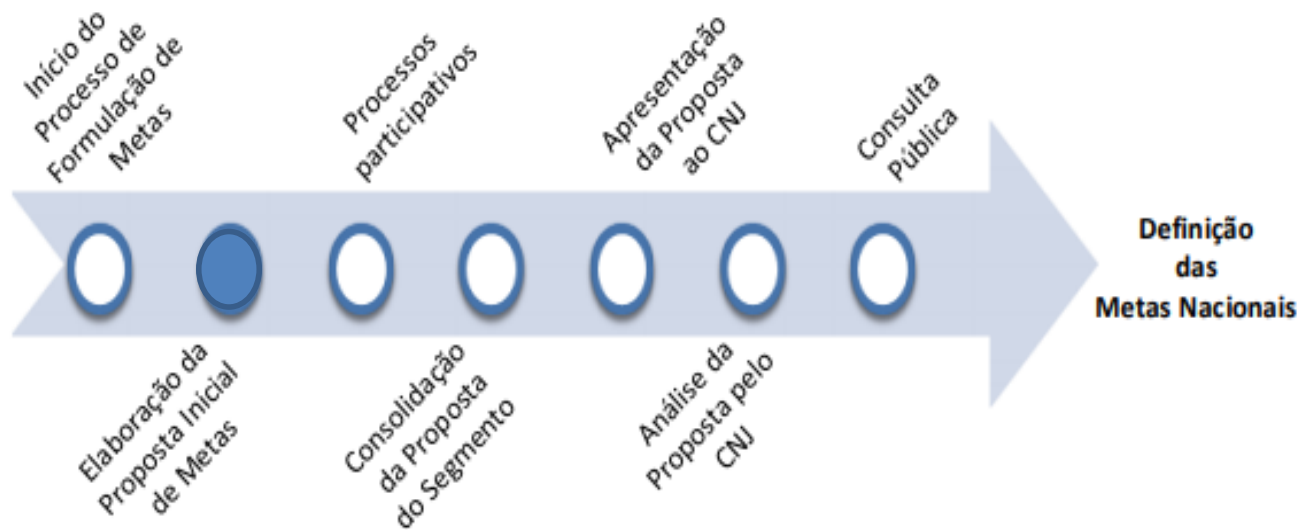 Início do
Processo de
Formulação de
Metas
Elaboração da
Proposta Inicial
de Metas
Processos
participativos
Consolidação
da Proposta
do Segmento
Apresentação
da Proposta
ao CNJ
Análise da
Proposta pelo
CNJ
Consulta
Pública
Definição
das
Metas Nacionais